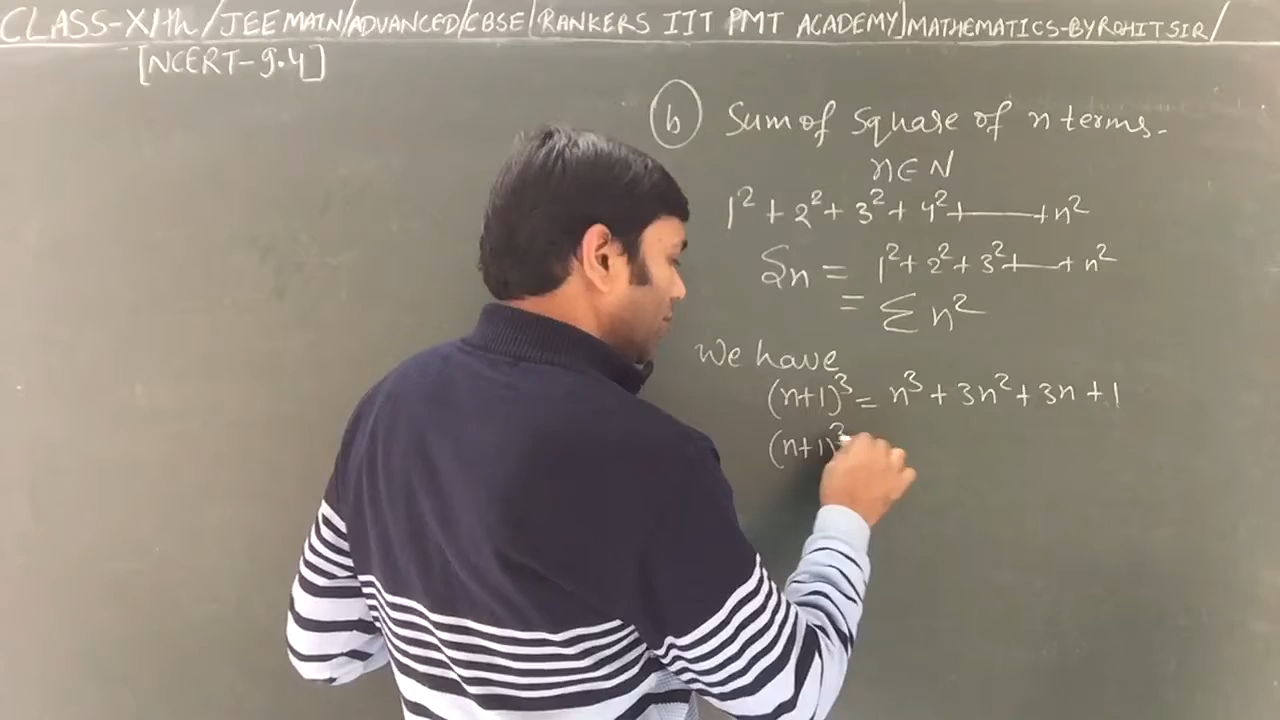 CLASS-XIth/JEE MAIN/ADVANCED/CBSE/RANKERS IIT PMT ACADEMY]MATHEMATICS-BY ROHIT SIR/
[NCERT-9.4]
(b) Sum of Square of n terms.
n∈N
1² + 2² + 3² + 4² + —— + n²
Sn = 1² + 2² + 3² + —— + n²
= Σn²
We have
(n+1)³ = n³ + 3n² + 3n + 1
(n+1)³